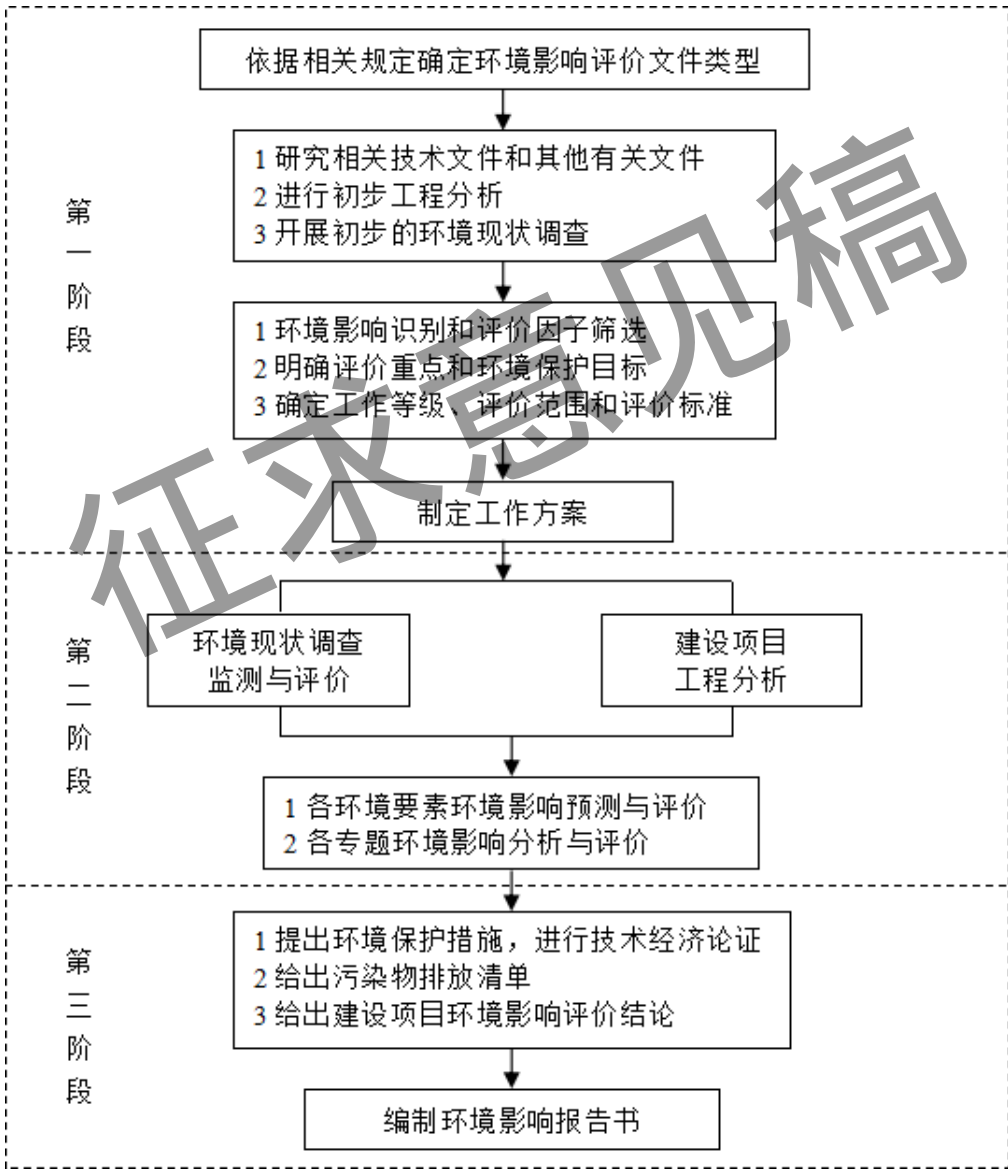 依据相关规定确定环境影响评价文件类型
1 研究相关技术文件和其他有关文件
2 进行初步工程分析
3 开展初步的环境现状调查
第一阶段
1 环境影响识别和评价因子筛选
2 明确评价重点和环境保护目标
3 确定工作等级、评价范围和评价标准
制定工作方案
第二阶段
环境现状调查
监测与评价
建设项目
工程分析
1 各环境要素环境影响预测与评价
2 各专题环境影响分析与评价
第三阶段
1 提出环境保护措施，进行技术经济论证
2 给出污染物排放清单
3 给出建设项目环境影响评价结论
编制环境影响报告书
征求意见稿